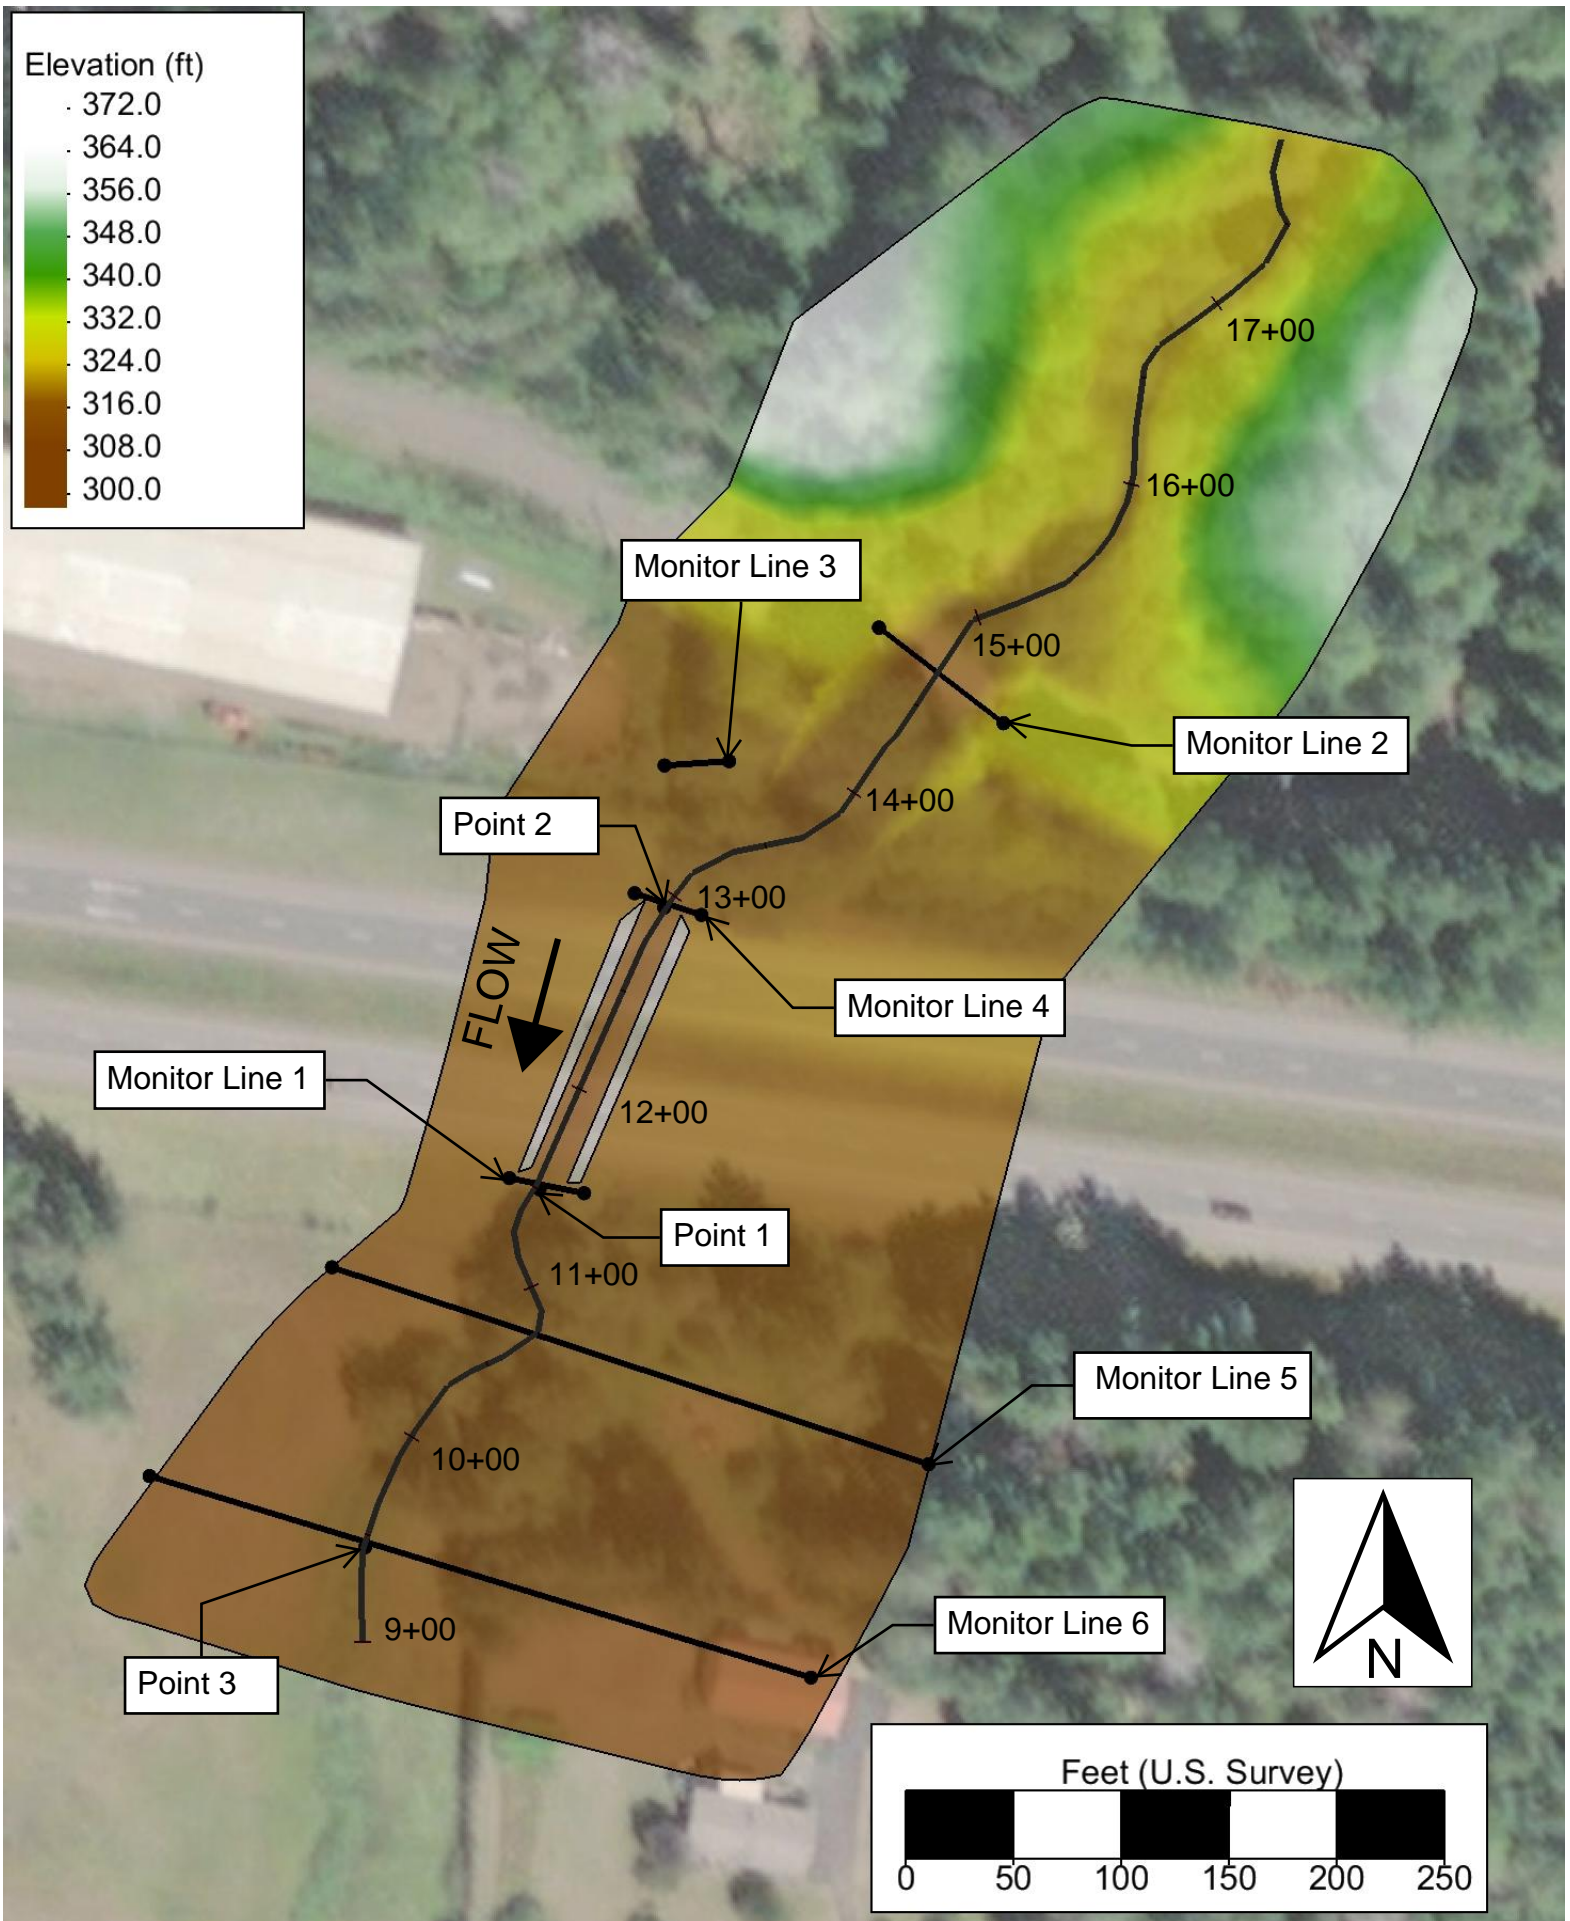 Elevation (ft)
372.0
364.0
356.0
348.0
340.0
332.0
324.0
316.0
308.0
300.0
17+00
16+00
Monitor Line 3
15+00
Monitor Line 2
14+00
Point 2
13+00
FLOW
Monitor Line 4
Monitor Line 1
12+00
Point 1
11+00
Monitor Line 5
10+00
Monitor Line 6
9+00
Point 3
N
Feet (U.S. Survey)
0 50 100 150 200 250